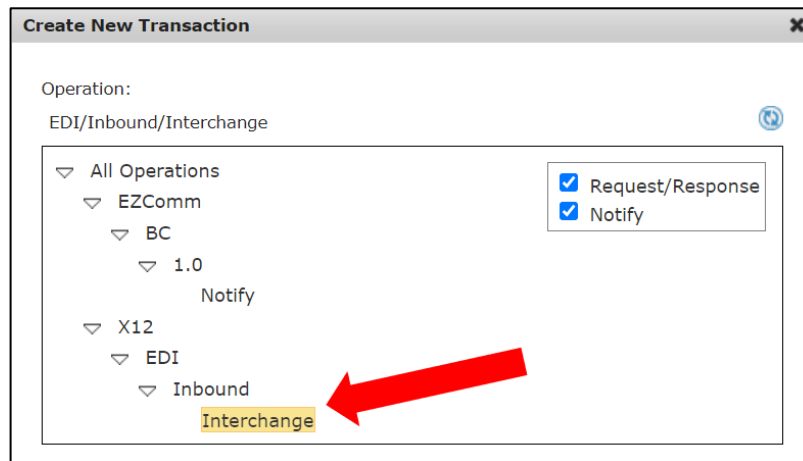 Create New Transaction
Operation:
EDI/Inbound/Interchange
All Operations
Request/Response
EZComm
Notify
BC
1.0
Notify
X12
EDI
Inbound
Interchange